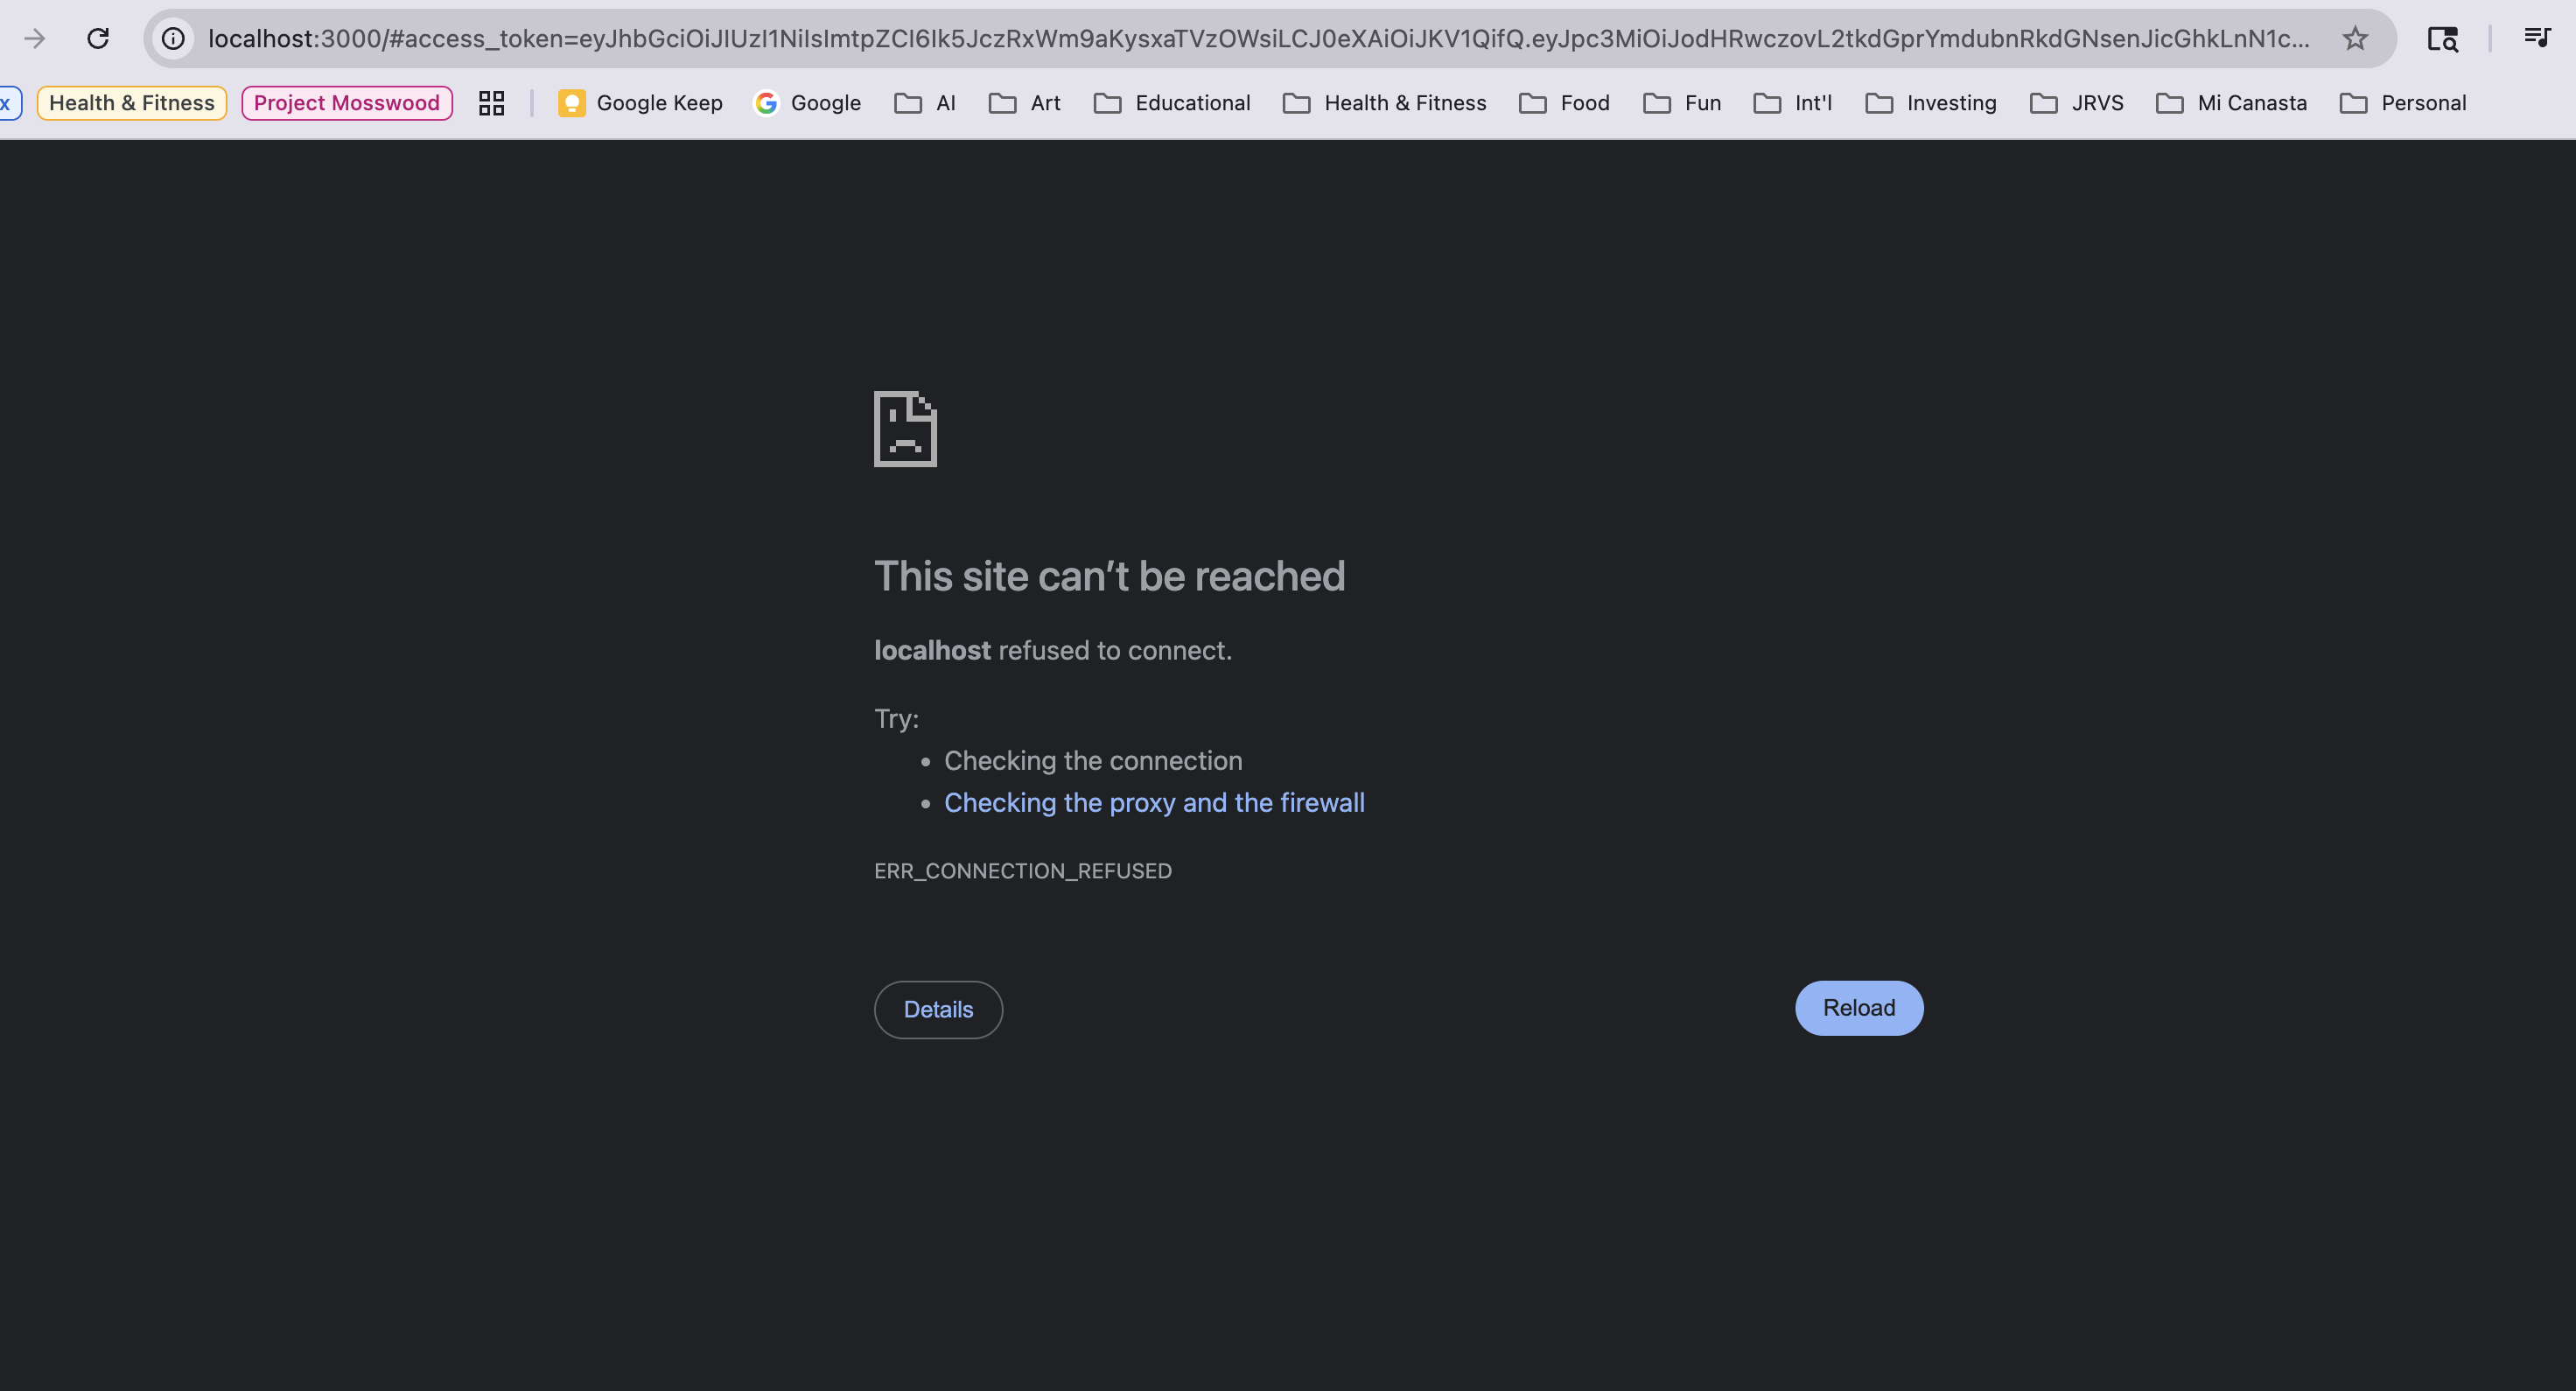 localhost:3000/#access_token=eyJhbGciOiJIUzI1NiIsImtpZCI6Ik5JczRxWm9aKysxaTVzOWsiLCJ0eXAiOiJKV1QifQ.eyJpc3MiOiJodHRwczovL2tkdGprYmdubnRkdGNsenJicGhkLnN1c...
x Health & Fitness Project Mosswood Google Keep Google AI Art Educational Health & Fitness Food Fun Int'l Investing JRVS Mi Canasta Personal
This site can’t be reached
localhost refused to connect.
Try:
• Checking the connection
• Checking the proxy and the firewall
ERR_CONNECTION_REFUSED
Details Reload